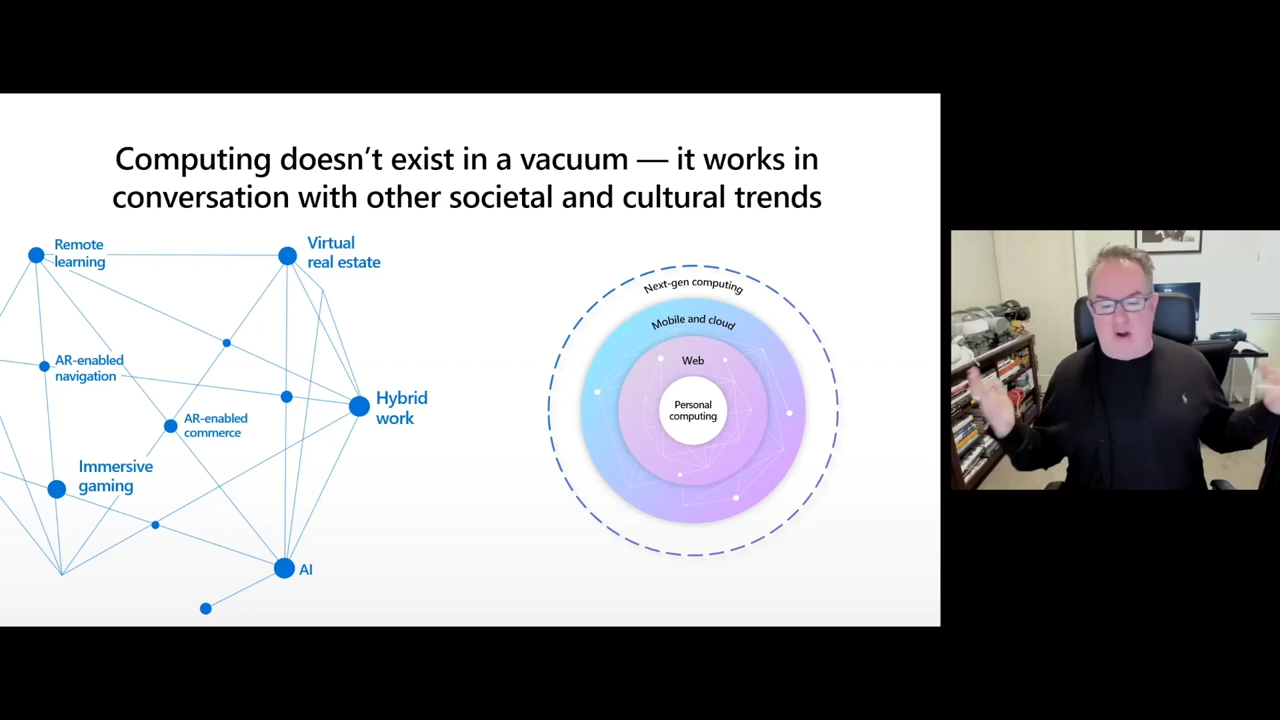 Computing doesn’t exist in a vacuum — it works in
conversation with other societal and cultural trends
Remote
learning
Virtual
real estate
AR-enabled
navigation
Hybrid
work
AR-enabled
commerce
Immersive
gaming
AI
Next-gen computing
Mobile and cloud
Web
Personal
computing